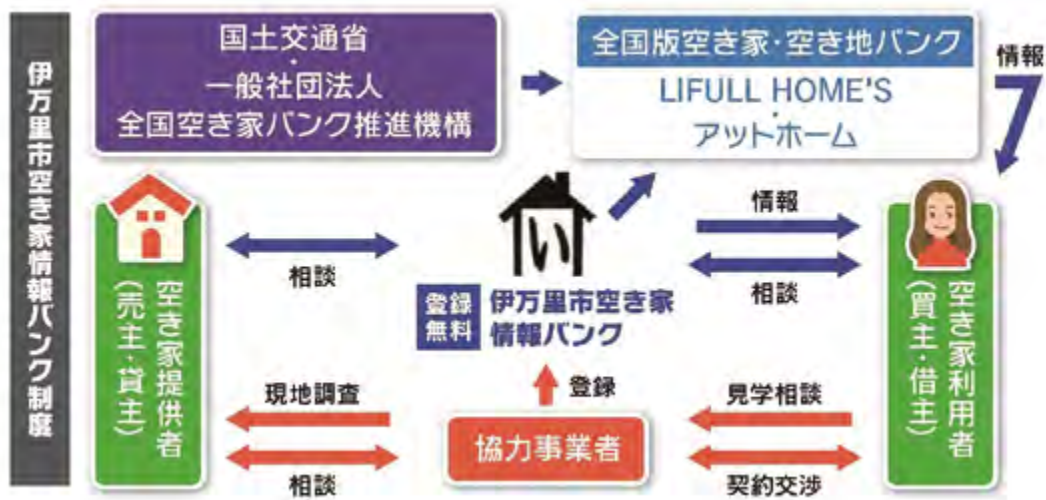 伊万里市空き家情報バンク制度
国土交通省
・
一般社団法人
全国空き家バンク推進機構
全国版空き家・空き地バンク
LIFULL HOME'S
・
アットホーム
情報
空き家提供者
(売主・貸主)
相談
い
登録
無料
伊万里市空き家
情報バンク
情報
相談
空き家利用者
(買主・借主)
現地調査
相談
登録
協力事業者
見学相談
契約交渉